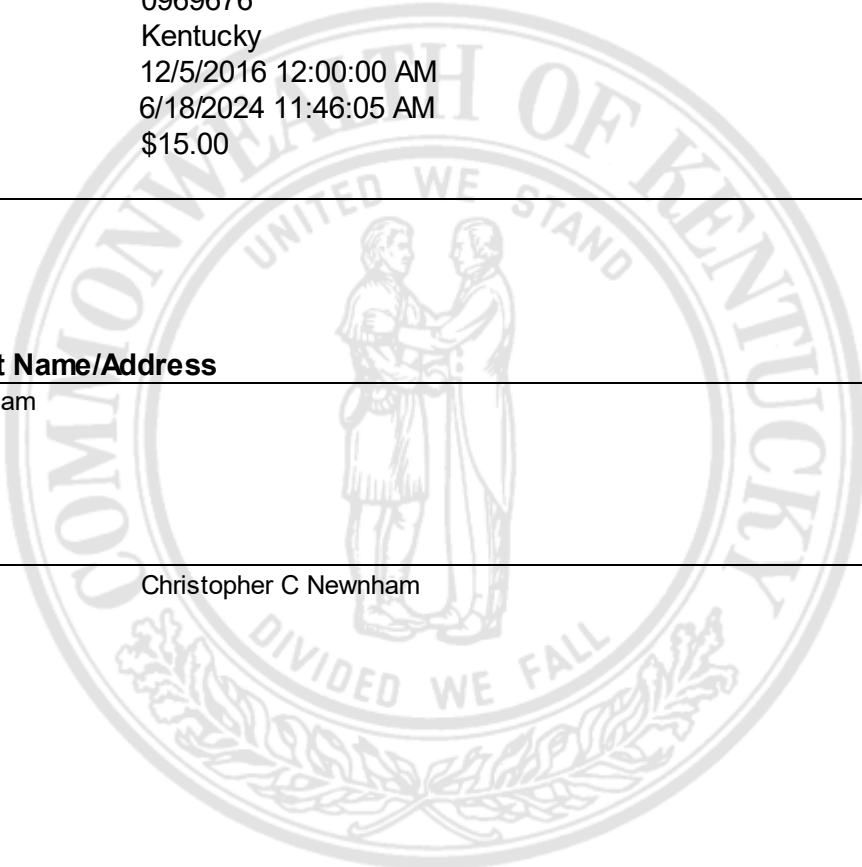 0969676
Kentucky
12/5/2016 12:00:00 AM
6/18/2024 11:46:05 AM
$15.00
t Name/Address
am
Christopher C Newnham
COMMONWEALTH OF KENTUCKY
UNITED WE STAND
DIVIDED WE FALL